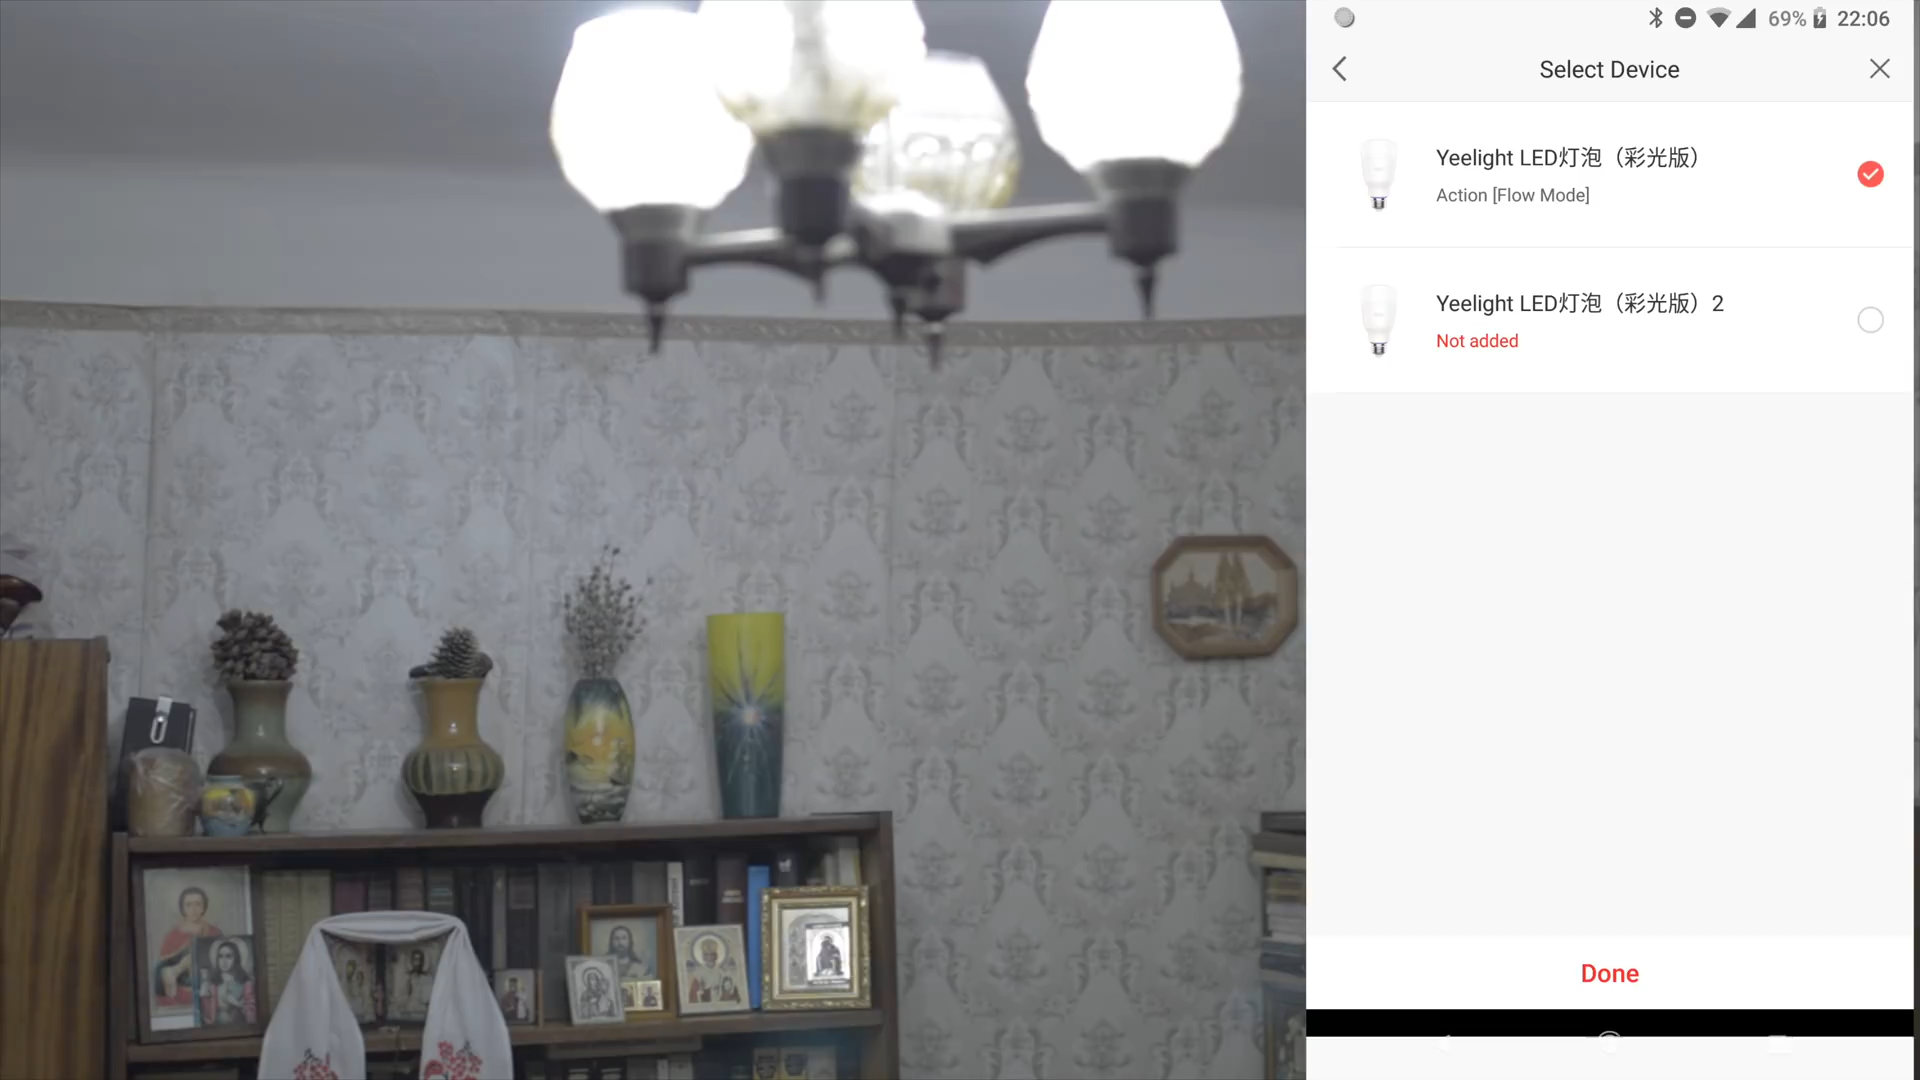 69% 22:06
Select Device
Yeelight LED灯泡（彩光版）
Action [Flow Mode]
Yeelight LED灯泡（彩光版）2
Not added
Done